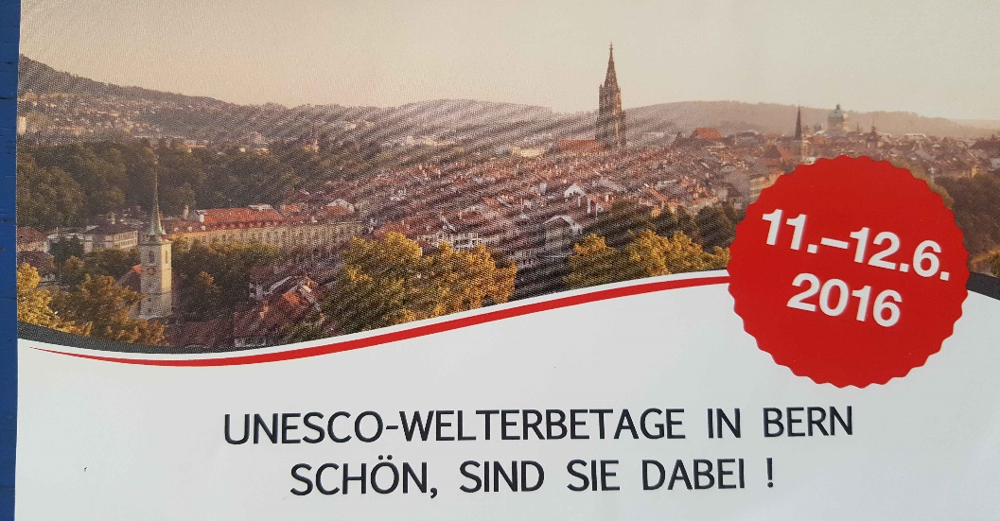 11.–12.6.
2016
UNESCO-WELTERBETAGE IN BERN
SCHÖN, SIND SIE DABEI !